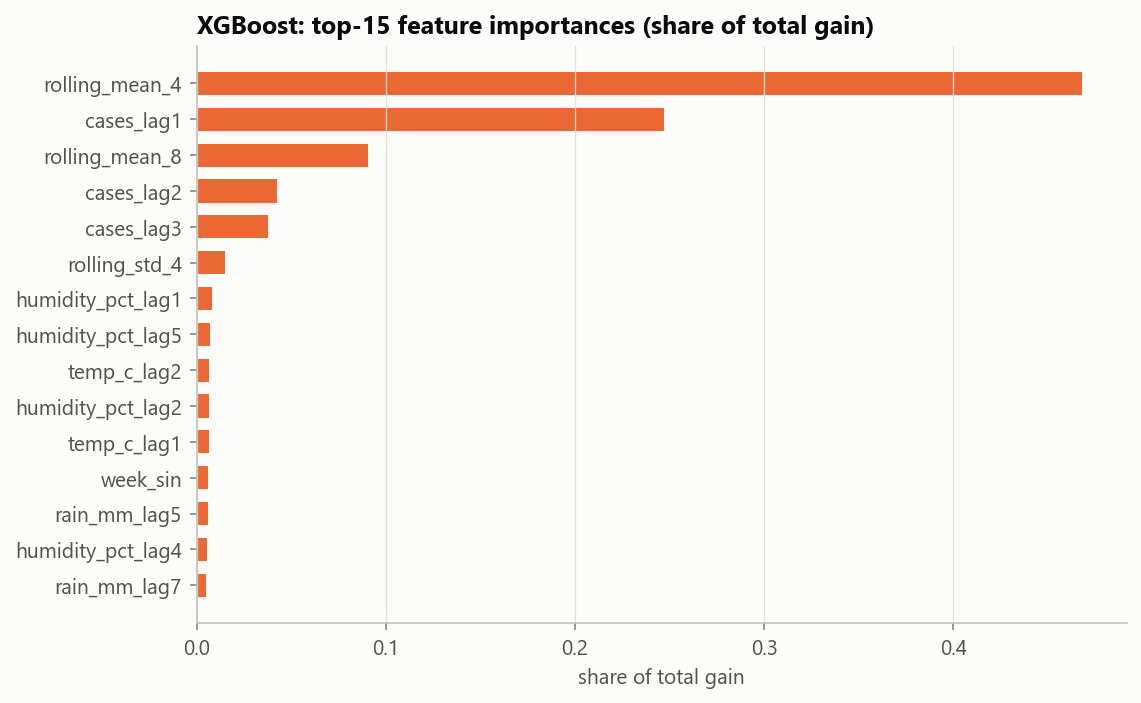 XGBoost: top-15 feature importances (share of total gain)
rolling_mean_4
cases_lag1
rolling_mean_8
cases_lag2
cases_lag3
rolling_std_4
humidity_pct_lag1
humidity_pct_lag5
temp_c_lag2
humidity_pct_lag2
temp_c_lag1
week_sin
rain_mm_lag5
humidity_pct_lag4
rain_mm_lag7
0.0 0.1 0.2 0.3 0.4
share of total gain